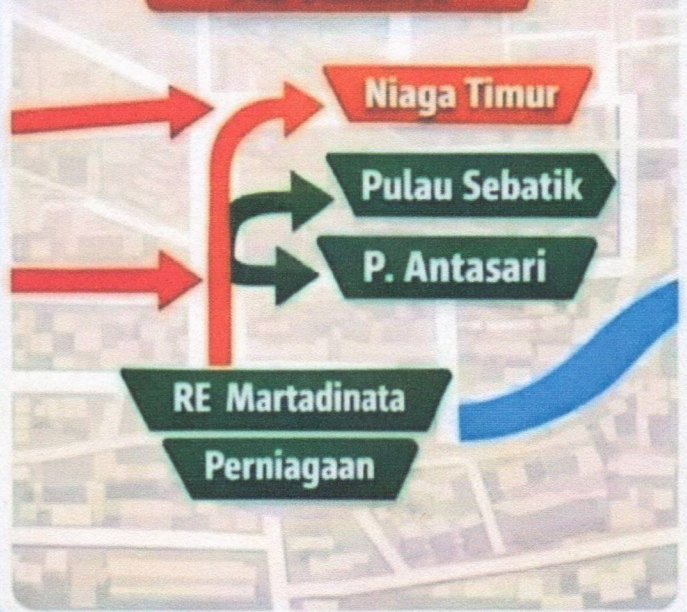 Niaga Timur
Pulau Sebatik
P. Antasari
RE Martadinata
Perniagaan